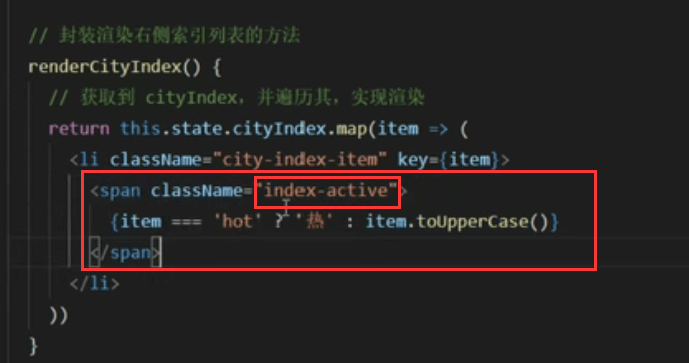 // 封装渲染右侧索引列表的方法
renderCityIndex() {
// 获取到 cityIndex，并遍历其，实现渲染
return this.state.cityIndex.map(item => (
<li className="city-index-item" key={item}>
<span className="index-active">
{item === 'hot' ? '热' : item.toUpperCase()}
</span>
</li>
))
}